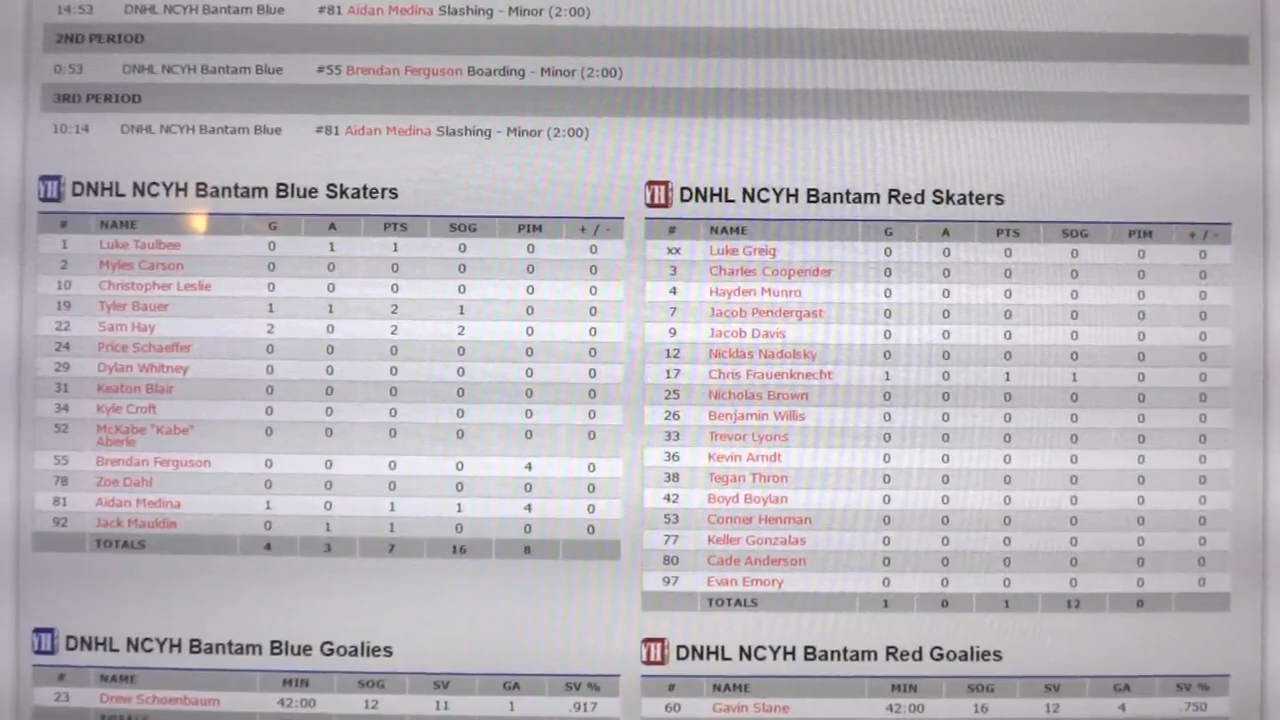 14:53 DNHL NCYH Bantam Blue #81 Aidan Medina Slashing - Minor (2:00)
2ND PERIOD
0:53 DNHL NCYH Bantam Blue #55 Brendan Ferguson Boarding - Minor (2:00)
3RD PERIOD
10:14 DNHL NCYH Bantam Blue #81 Aidan Medina Slashing - Minor (2:00)
YH DNHL NCYH Bantam Blue Skaters
# NAME G A PTS SOG PIM + / -
1 Luke Taulbee 0 1 1 0 0 0
2 Myles Carson 0 0 0 0 0 0
10 Christopher Leslie 0 0 0 0 0 0
19 Tyler Bauer 1 1 2 1 0 0
22 Sam Hay 2 0 2 2 0 0
24 Price Schaeffer 0 0 0 0 0 0
29 Dylan Whitney 0 0 0 0 0 0
31 Keaton Blair 0 0 0 0 0 0
34 Kyle Croft 0 0 0 0 0 0
52 McKabe "Kabe" 0 0 0 0 0 0
Aberle
55 Brendan Ferguson 0 0 0 0 4 0
78 Zoe Dahl 0 0 0 0 0 0
81 Aidan Medina 1 0 1 1 4 0
92 Jack Mauldin 0 1 1 0 0 0
TOTALS 4 3 7 16 8
YH DNHL NCYH Bantam Red Skaters
# NAME G A PTS SOG PIM + / -
xx Luke Greig 0 0 0 0 0 0
3 Charles Coopender 0 0 0 0 0 0
4 Hayden Munro 0 0 0 0 0 0
7 Jacob Pendergast 0 0 0 0 0 0
9 Jacob Davis 0 0 0 0 0 0
12 Nicklas Nadolsky 0 0 0 0 0 0
17 Chris Frauenknecht 1 0 1 1 0 0
25 Nicholas Brown 0 0 0 0 0 0
26 Benjamin Willis 0 0 0 0 0 0
33 Trevor Lyons 0 0 0 0 0 0
36 Kevin Arndt 0 0 0 0 0 0
38 Tegan Thron 0 0 0 0 0 0
42 Boyd Boylan 0 0 0 0 0 0
53 Conner Henman 0 0 0 0 0 0
77 Keller Gonzalas 0 0 0 0 0 0
80 Cade Anderson 0 0 0 0 0 0
97 Evan Emory 0 0 0 0 0 0
TOTALS 1 0 1 12 0
YH DNHL NCYH Bantam Blue Goalies
# NAME MIN SOG SV GA SV %
23 Drew Schoenbaum 42:00 12 11 1 .917
TOTALS
YH DNHL NCYH Bantam Red Goalies
# NAME MIN SOG SV GA SV %
60 Gavin Slane 42:00 16 12 4 .750